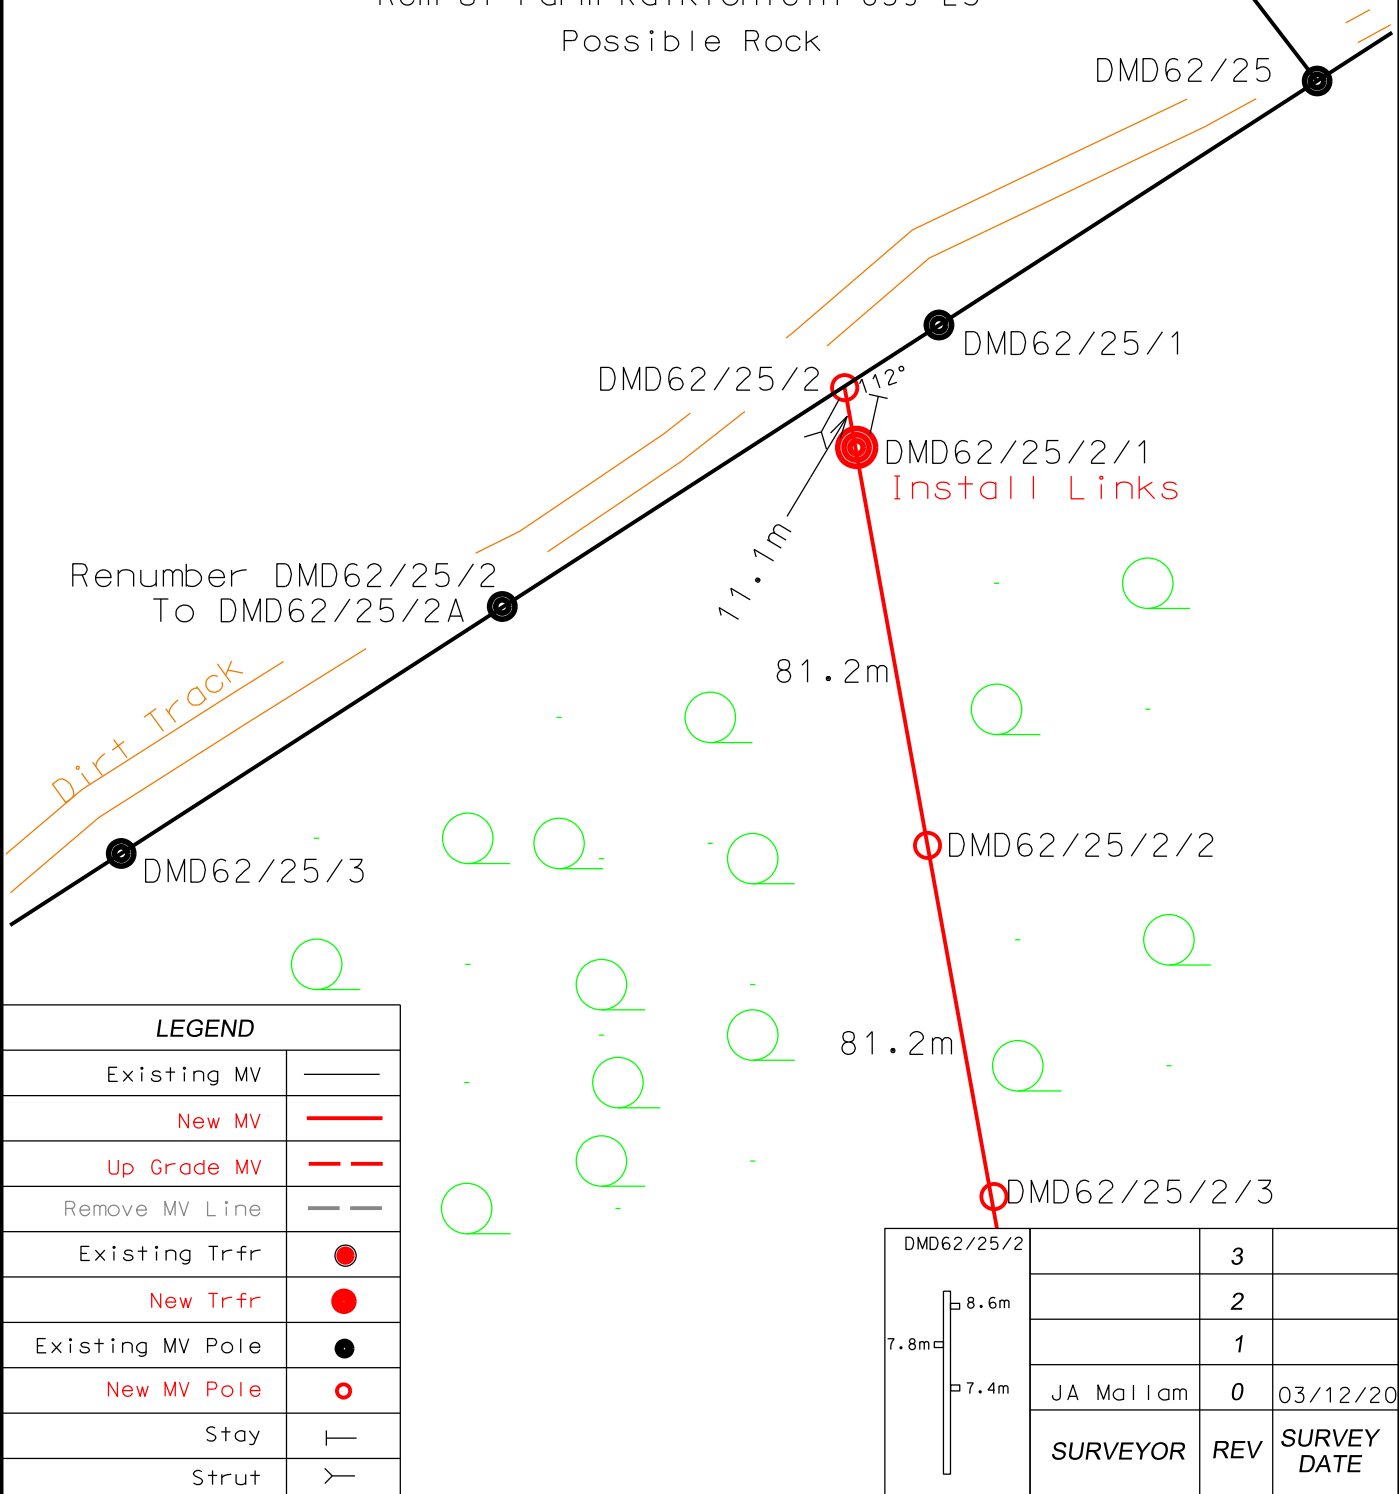 Possible Rock
DMD62/25
DMD62/25/1
DMD62/25/2
112°
DMD62/25/2/1
Install Links
11.1m
Renumber DMD62/25/2
To DMD62/25/2A
81.2m
Dirt Track
DMD62/25/2/2
DMD62/25/3
81.2m
DMD62/25/2/3
LEGEND
Existing MV
New MV
Up Grade MV
Remove MV Line
Existing Trfr
New Trfr
Existing MV Pole
New MV Pole
Stay
Strut
DMD62/25/2
8.6m
7.8m
7.4m
3
2
1
JA Mallam 0 03/12/20
SURVEYOR REV SURVEY DATE